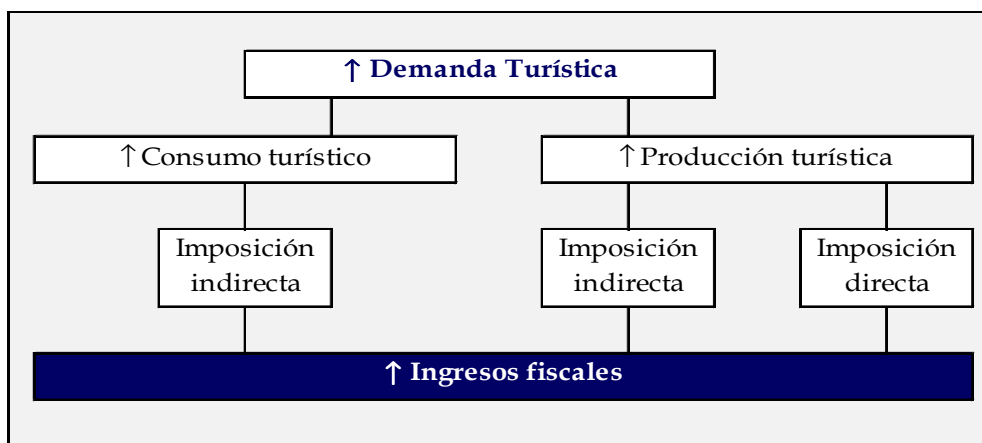 ↑ Demanda Turística
↑ Consumo turístico
↑ Producción turística
Imposición
indirecta
Imposición
indirecta
Imposición
directa
↑ Ingresos fiscales